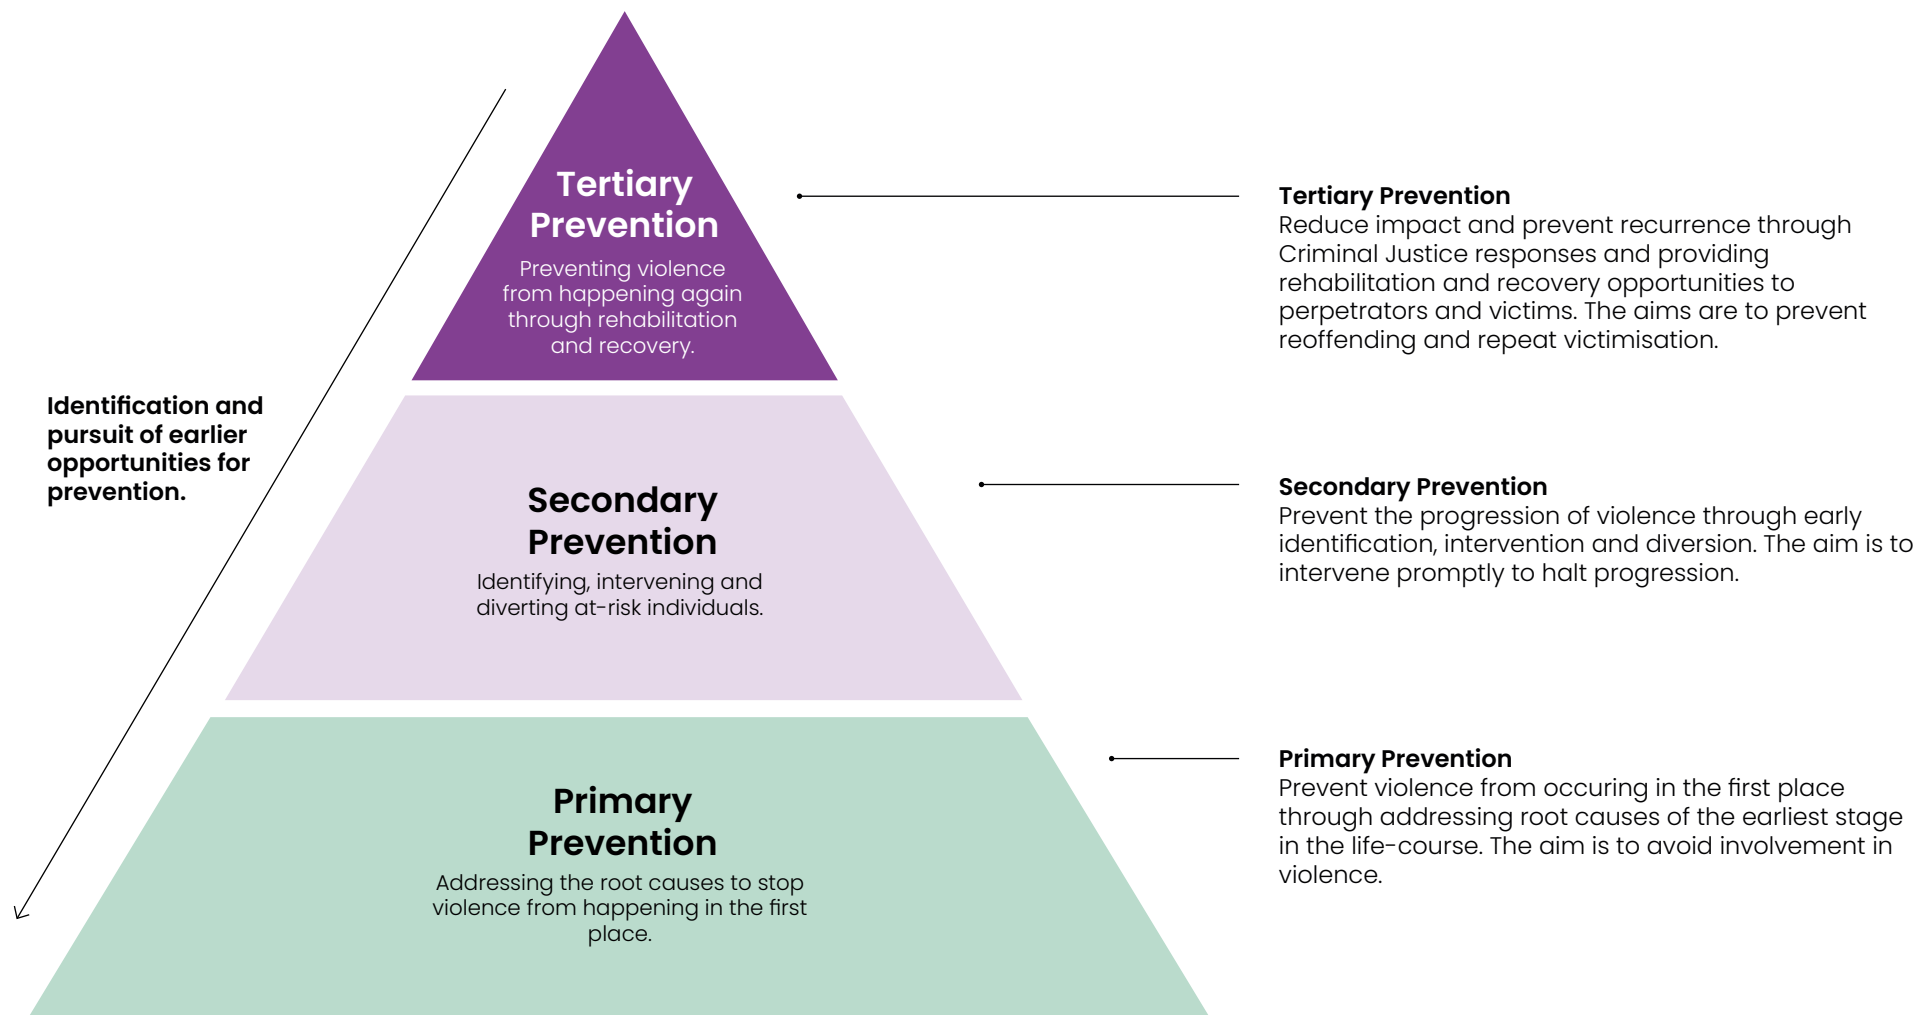 Tertiary
Prevention
Preventing violence
from happening again
through rehabilitation
and recovery.
Tertiary Prevention
Reduce impact and prevent recurrence through
Criminal Justice responses and providing
rehabilitation and recovery opportunities to
perpetrators and victims. The aims are to prevent
reoffending and repeat victimisation.
Identification and
pursuit of earlier
opportunities for
prevention.
Secondary
Prevention
Identifying, intervening and
diverting at-risk individuals.
Secondary Prevention
Prevent the progression of violence through early
identification, intervention and diversion. The aim is to
intervene promptly to halt progression.
Primary
Prevention
Addressing the root causes to stop
violence from happening in the first
place.
Primary Prevention
Prevent violence from occuring in the first place
through addressing root causes of the earliest stage
in the life-course. The aim is to avoid involvement in
violence.